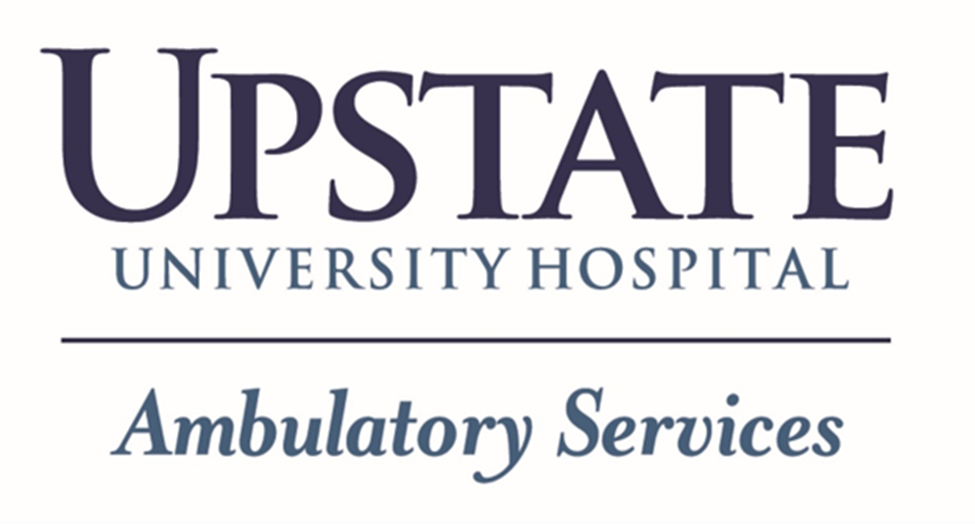 UPSTATE
UNIVERSITY HOSPITAL
Ambulatory Services